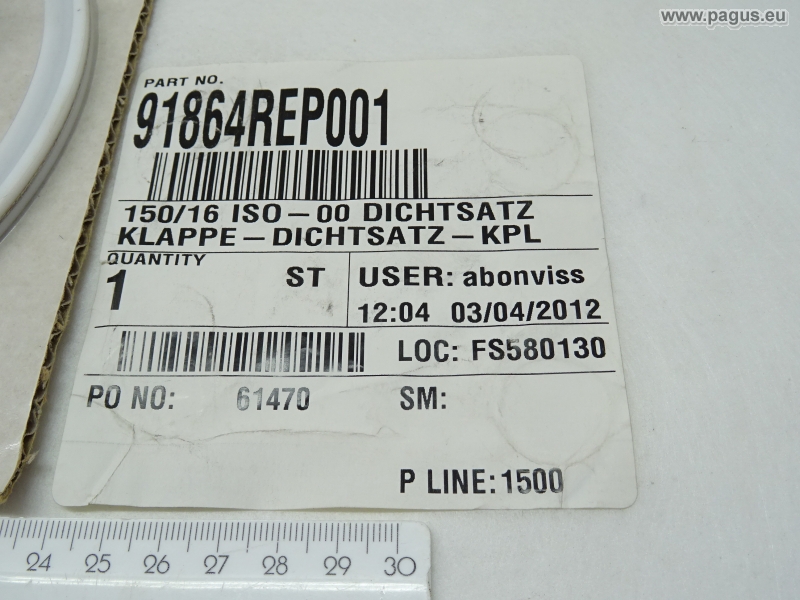 www.pagus.eu
PART NO.
91864REP001
150/16 ISO-00 DICHTSATZ
KLAPPE-DICHTSATZ-KPL
QUANTITY
1 ST
USER: abonviss
12:04 03/04/2012
LOC: FS580130
PO NO: 61470 SM:
P LINE: 1500
24 25 26 27 28 29 30